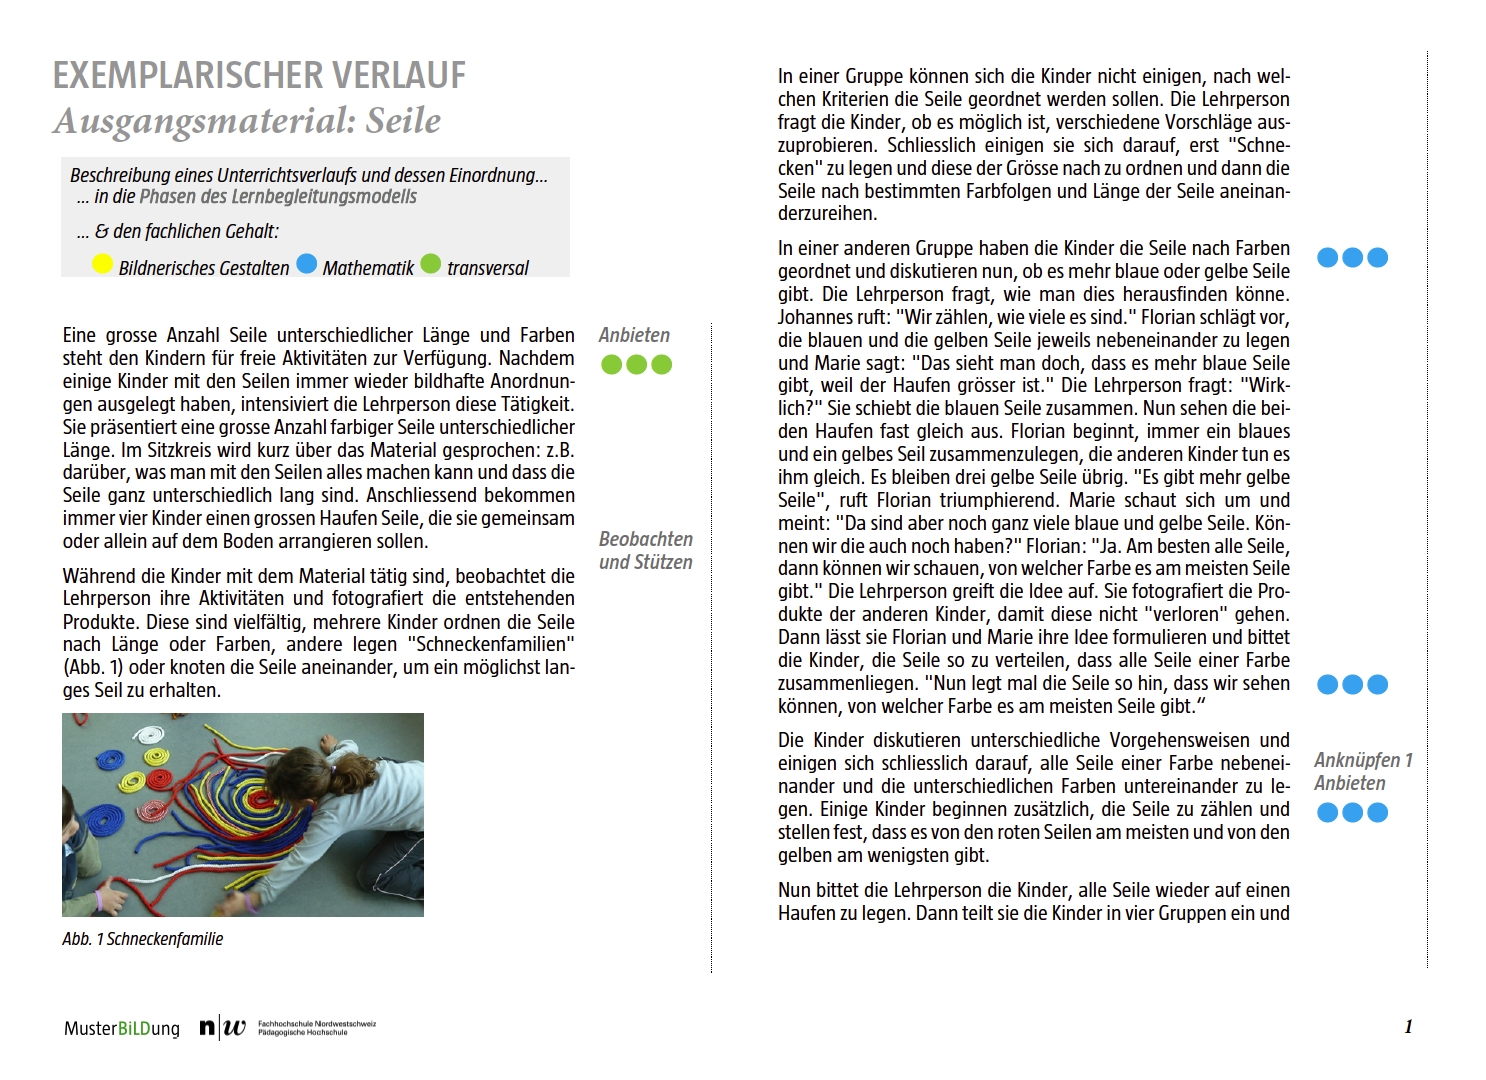 EXEMPLARISCHER VERLAUF
Ausgangsmaterial: Seile
Beschreibung eines Unterrichtsverlaufs und dessen Einordnung...
... in die Phasen des Lernbegleitungsmodells
... & den fachlichen Gehalt:
Bildnerisches Gestalten Mathematik transversal
Eine grosse Anzahl Seile unterschiedlicher Länge und Farben
steht den Kindern für freie Aktivitäten zur Verfügung. Nachdem
einige Kinder mit den Seilen immer wieder bildhafte Anordnun-
gen ausgelegt haben, intensiviert die Lehrperson diese Tätigkeit.
Sie präsentiert eine grosse Anzahl farbiger Seile unterschiedlicher
Länge. Im Sitzkreis wird kurz über das Material gesprochen: z.B.
darüber, was man mit den Seilen alles machen kann und dass die
Seile ganz unterschiedlich lang sind. Anschliessend bekommen
immer vier Kinder einen grossen Haufen Seile, die sie gemeinsam
oder allein auf dem Boden arrangieren sollen.
Anbieten
Beobachten
und Stützen
Während die Kinder mit dem Material tätig sind, beobachtet die
Lehrperson ihre Aktivitäten und fotografiert die entstehenden
Produkte. Diese sind vielfältig, mehrere Kinder ordnen die Seile
nach Länge oder Farben, andere legen "Schneckenfamilien"
(Abb. 1) oder knoten die Seile aneinander, um ein möglichst lan-
ges Seil zu erhalten.
Abb. 1 Schneckenfamilie
In einer Gruppe können sich die Kinder nicht einigen, nach wel-
chen Kriterien die Seile geordnet werden sollen. Die Lehrperson
fragt die Kinder, ob es möglich ist, verschiedene Vorschläge aus-
zuprobieren. Schliesslich einigen sie sich darauf, erst "Schne-
cken" zu legen und diese der Grösse nach zu ordnen und dann die
Seile nach bestimmten Farbfolgen und Länge der Seile aneinan-
derzureihen.
In einer anderen Gruppe haben die Kinder die Seile nach Farben
geordnet und diskutieren nun, ob es mehr blaue oder gelbe Seile
gibt. Die Lehrperson fragt, wie man dies herausfinden könne.
Johannes ruft: "Wir zählen, wie viele es sind." Florian schlägt vor,
die blauen und die gelben Seile jeweils nebeneinander zu legen
und Marie sagt: "Das sieht man doch, dass es mehr blaue Seile
gibt, weil der Haufen grösser ist." Die Lehrperson fragt: "Wirk-
lich?" Sie schiebt die blauen Seile zusammen. Nun sehen die bei-
den Haufen fast gleich aus. Florian beginnt, immer ein blaues
und ein gelbes Seil zusammenzulegen, die anderen Kinder tun es
ihm gleich. Es bleiben drei gelbe Seile übrig. "Es gibt mehr gelbe
Seile", ruft Florian triumphierend. Marie schaut sich um und
meint: "Da sind aber noch ganz viele blaue und gelbe Seile. Kön-
nen wir die auch noch haben?" Florian: "Ja. Am besten alle Seile,
dann können wir schauen, von welcher Farbe es am meisten Seile
gibt." Die Lehrperson greift die Idee auf. Sie fotografiert die Pro-
dukte der anderen Kinder, damit diese nicht "verloren" gehen.
Dann lässt sie Florian und Marie ihre Idee formulieren und bittet
die Kinder, die Seile so zu verteilen, dass alle Seile einer Farbe
zusammenliegen. "Nun legt mal die Seile so hin, dass wir sehen
können, von welcher Farbe es am meisten Seile gibt.“
Die Kinder diskutieren unterschiedliche Vorgehensweisen und
einigen sich schliesslich darauf, alle Seile einer Farbe nebenei-
nander und die unterschiedlichen Farben untereinander zu le-
gen. Einige Kinder beginnen zusätzlich, die Seile zu zählen und
stellen fest, dass es von den roten Seilen am meisten und von den
gelben am wenigsten gibt.
Anknüpfen 1
Anbieten
Nun bittet die Lehrperson die Kinder, alle Seile wieder auf einen
Haufen zu legen. Dann teilt sie die Kinder in vier Gruppen ein und
MusterBiLDung
n|w
Fachhochschule Nordwestschweiz
Pädagogische Hochschule
1